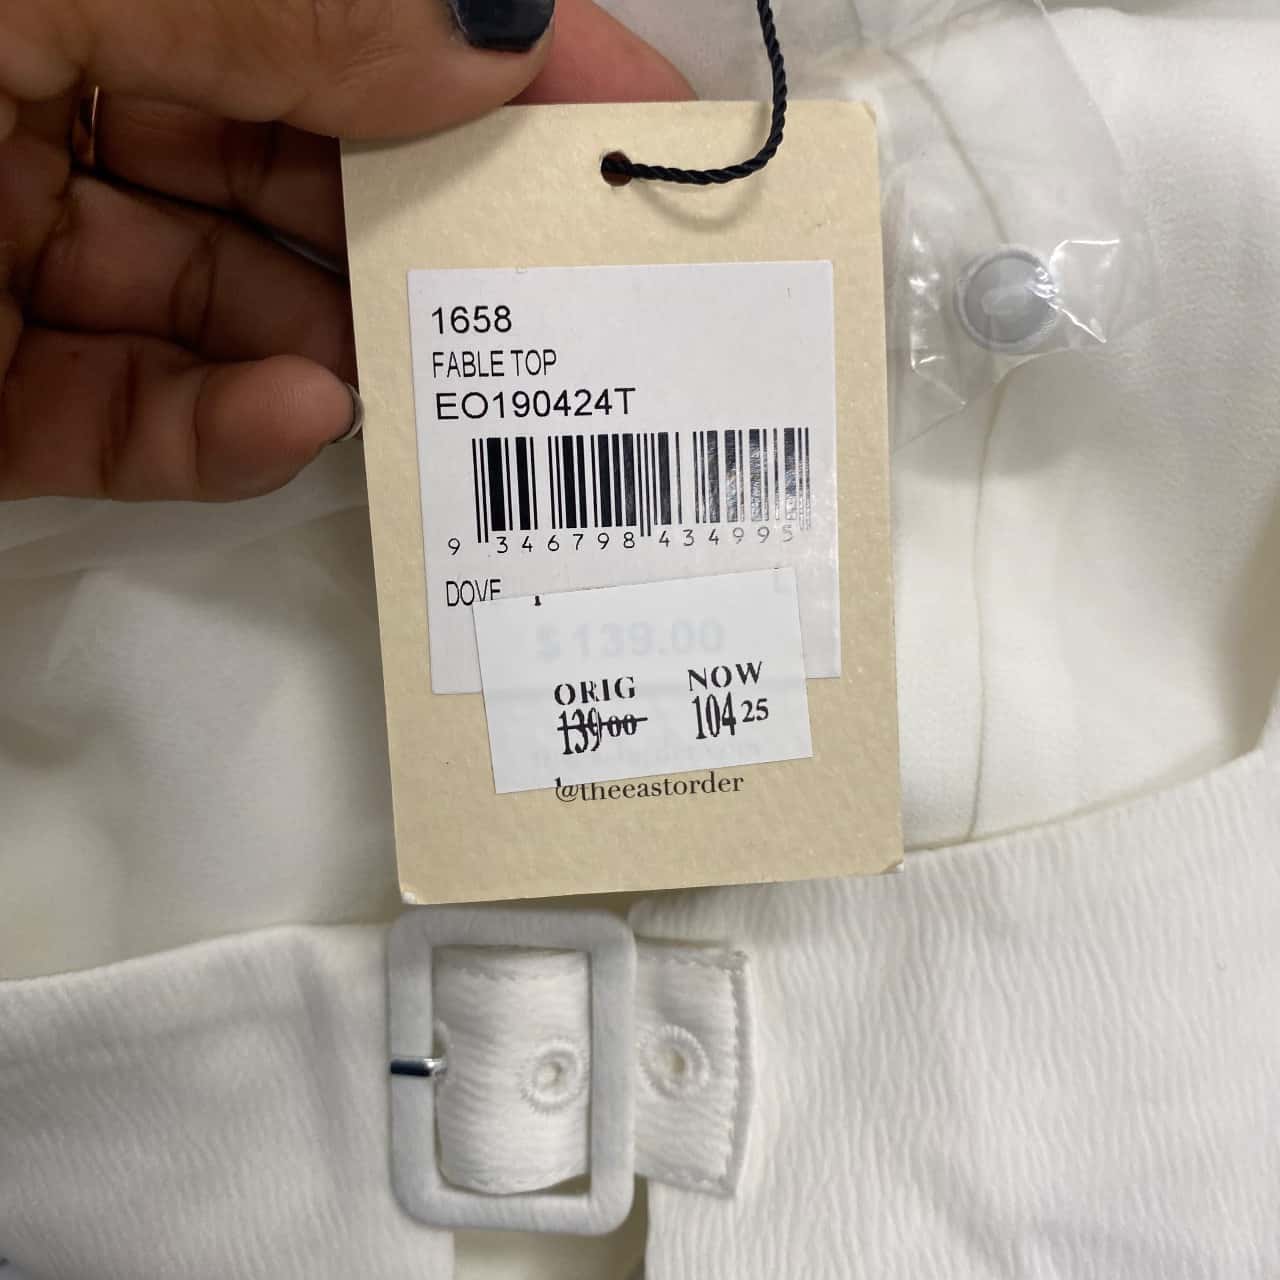 1658
FABLE TOP
EO190424T
9 346798 434995
DOVE
$139.00
ORIG NOW
139 00 104 25
@theeastorder